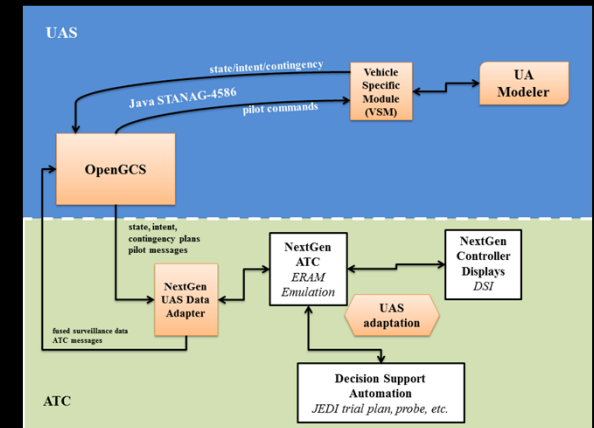 UAS
state/intent/contingency
Java STANAG-4586
pilot commands
Vehicle
Specific
Module
(VSM)
UA
Modeler
OpenGCS
state, intent,
contingency plans
pilot messages
NextGen
UAS Data
Adapter
fused surveillance data
ATC messages
NextGen
ATC
ERAM
Emulation
NextGen
Controller
Displays
DSI
UAS
adaptation
Decision Support
Automation
JEDI trial plan, probe, etc.
ATC